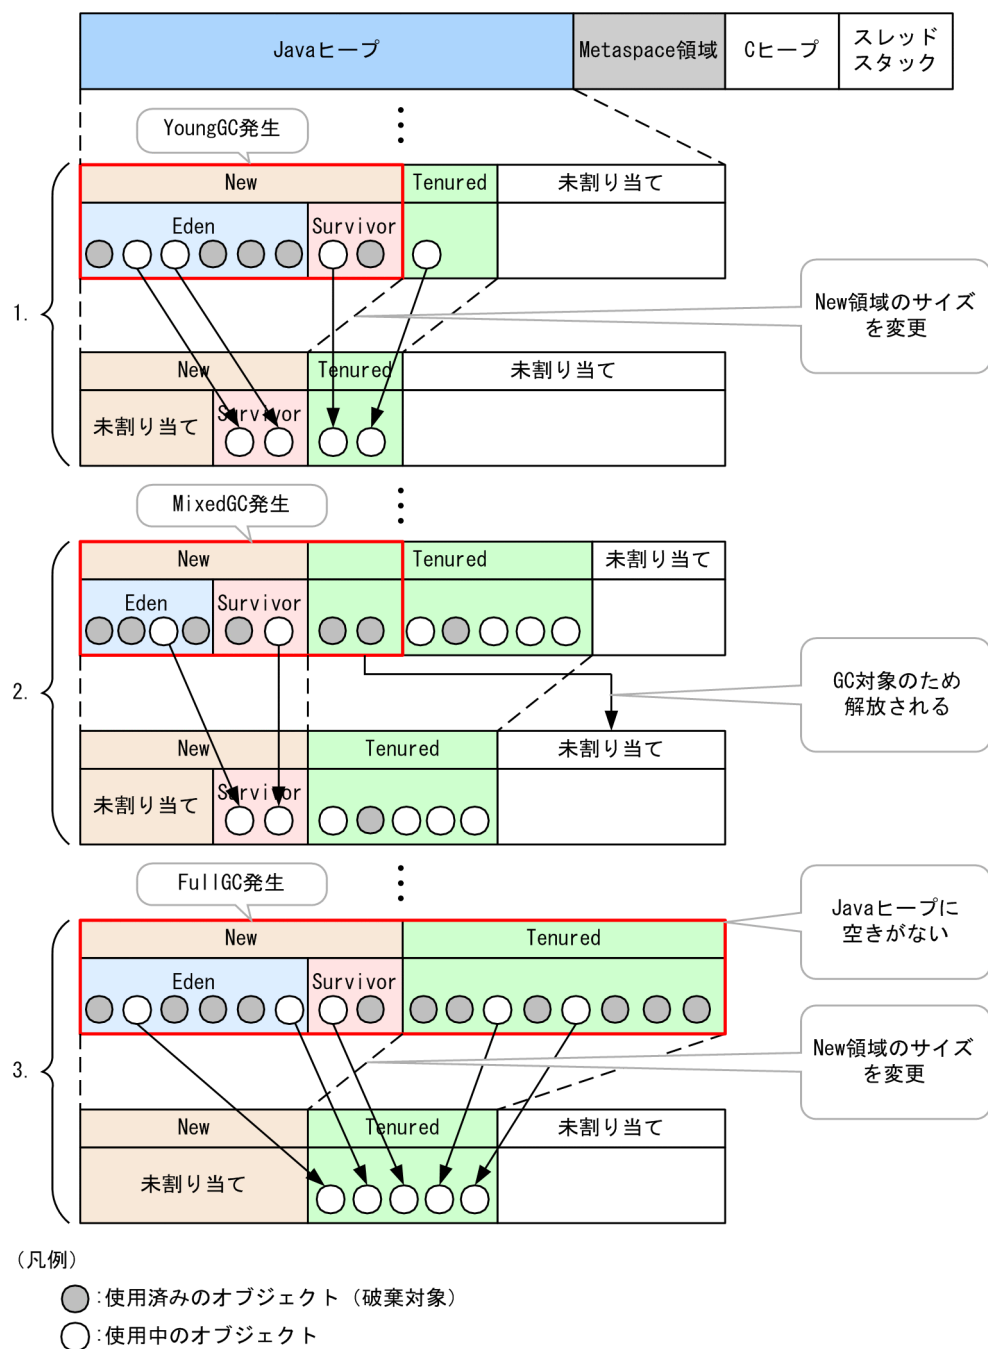 Javaヒープ
Metaspace領域
Cヒープ
スレッド
スタック
YoungGC発生
New
Tenured
未割り当て
Eden
Survivor
1.
New領域のサイズ
を変更
New
Tenured
未割り当て
未割り当て
Survivor
MixedGC発生
New
Tenured
未割り当て
Eden
Survivor
2.
GC対象のため
解放される
New
Tenured
未割り当て
未割り当て
Survivor
FullGC発生
Javaヒープに
空きがない
New
Tenured
Eden
Survivor
3.
New領域のサイズ
を変更
New
Tenured
未割り当て
未割り当て
(凡例)
:使用済みのオブジェクト(破棄対象)
:使用中のオブジェクト